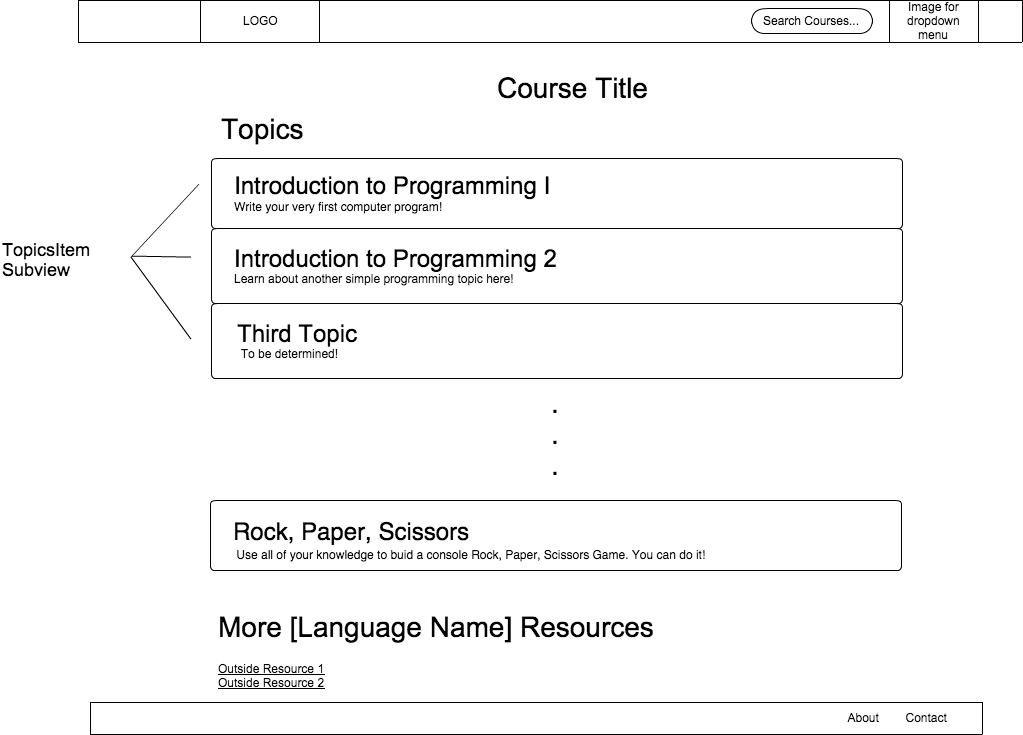 LOGO
Search Courses...
Image for
dropdown
menu
Course Title
Topics
Introduction to Programming I
Write your very first computer program!
TopicsItem
Subview
Introduction to Programming 2
Learn about another simple programming topic here!
Third Topic
To be determined!
.
.
.
Rock, Paper, Scissors
Use all of your knowledge to buid a console Rock, Paper, Scissors Game. You can do it!
More [Language Name] Resources
Outside Resource 1
Outside Resource 2
About Contact